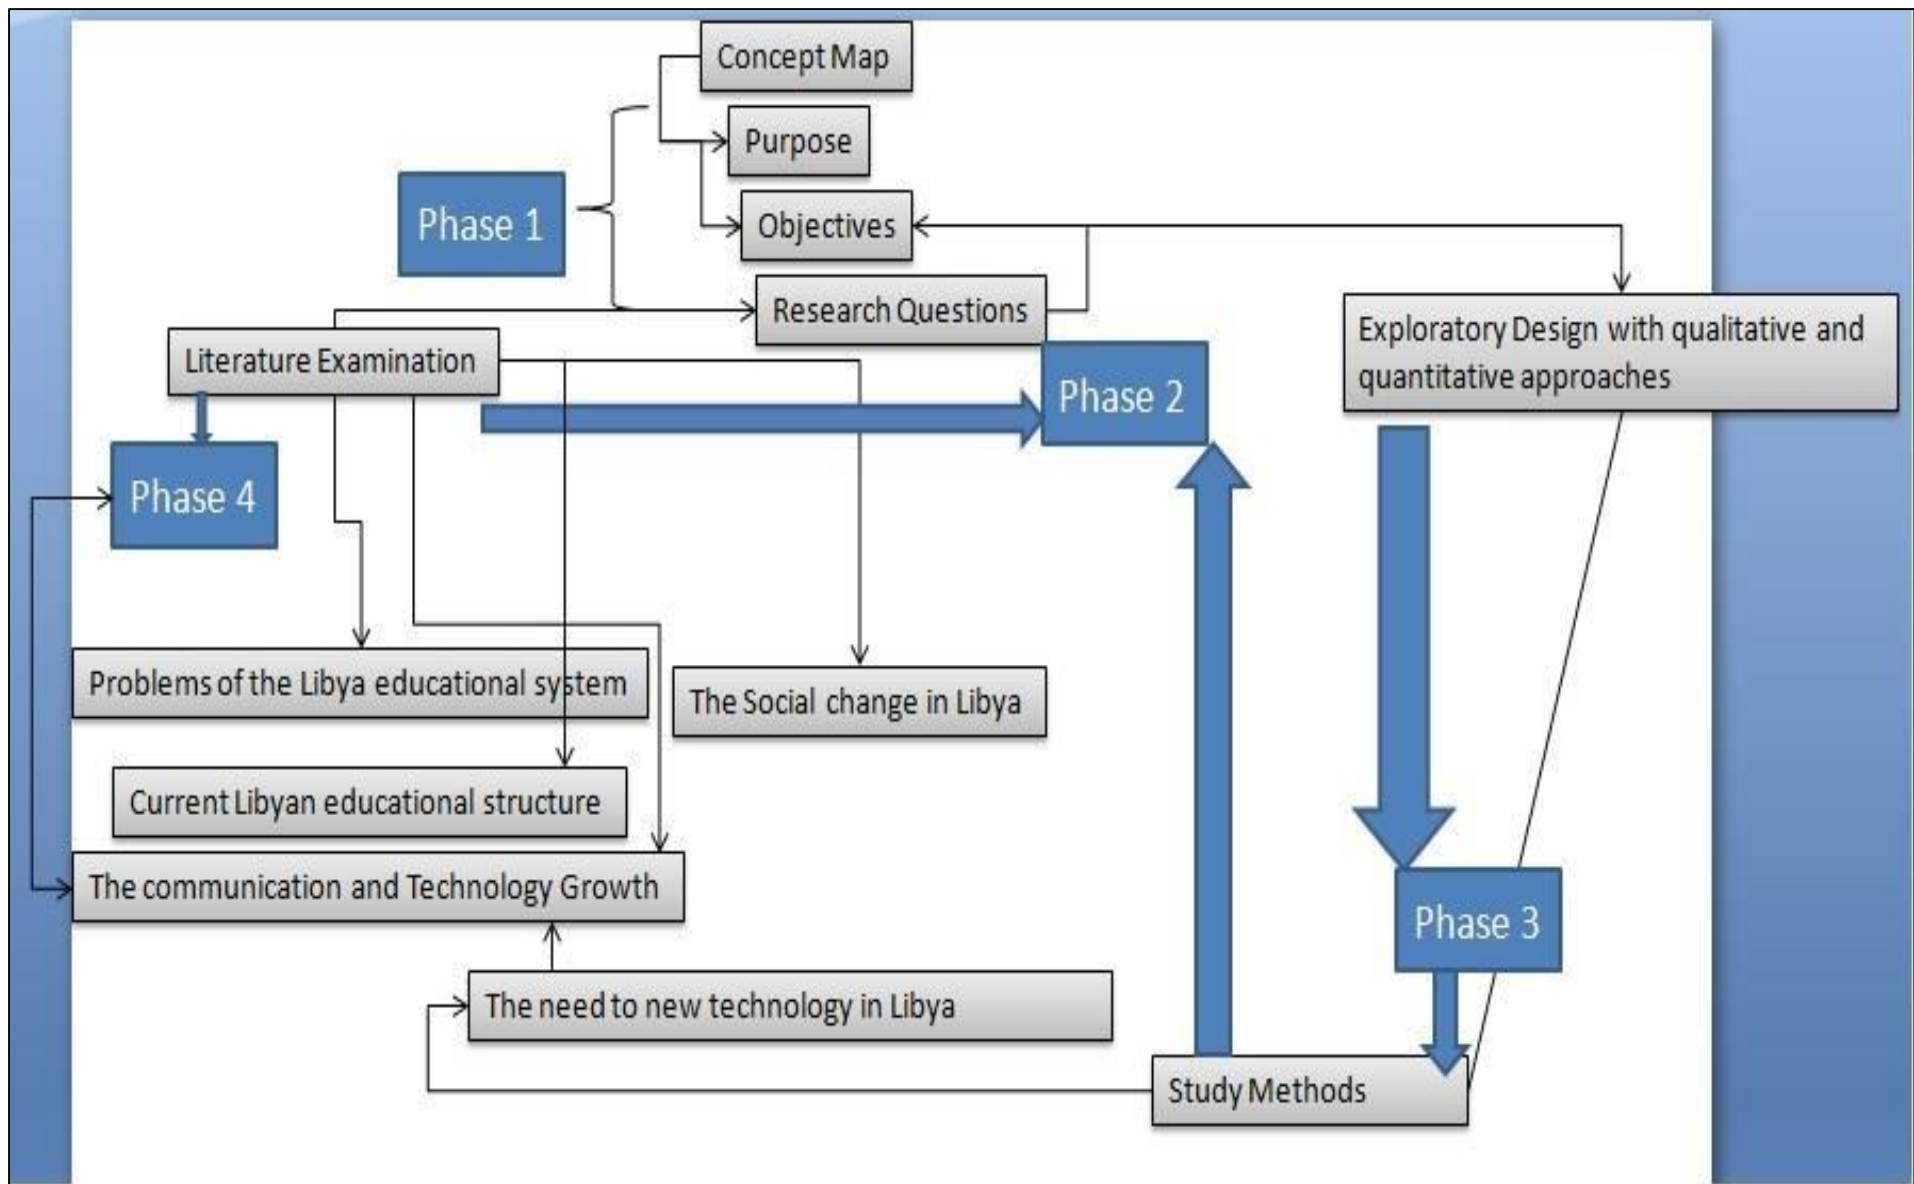 Concept Map
Purpose
Phase 1
Objectives
Research Questions
Literature Examination
Exploratory Design with qualitative and
quantitative approaches
Phase 2
Phase 4
Problems of the Libya educational system
The Social change in Libya
Current Libyan educational structure
The communication and Technology Growth
Phase 3
The need to new technology in Libya
Study Methods